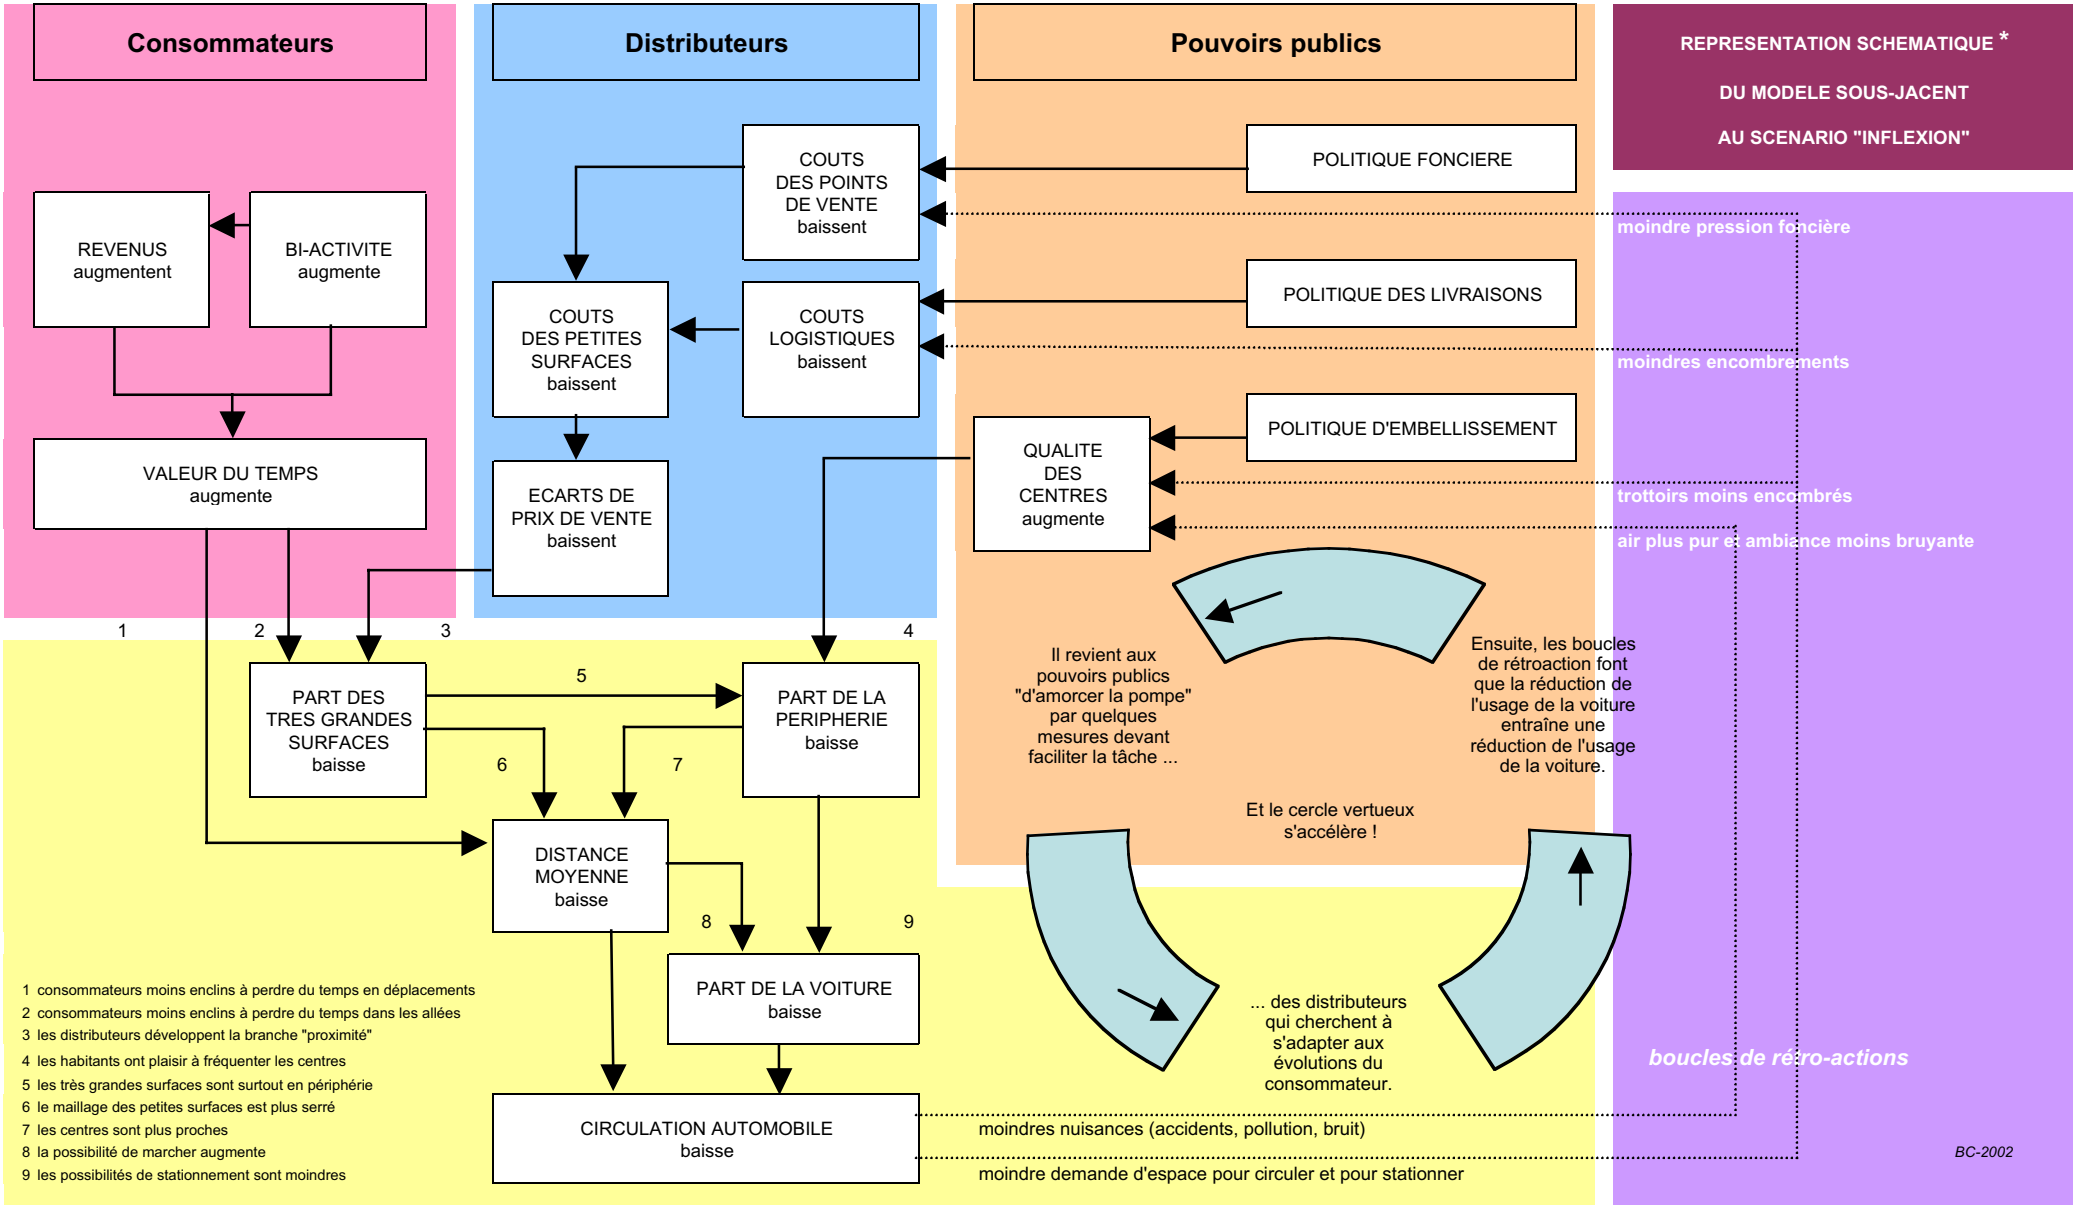 Consommateurs
Distributeurs
Pouvoirs publics
REPRESENTATION SCHEMATIQUE *
DU MODELE SOUS-JACENT
AU SCENARIO "INFLEXION"
REVENUS
augmentent
BI-ACTIVITE
augmente
VALEUR DU TEMPS
augmente
COUTS
DES POINTS
DE VENTE
baissent
COUTS
DES PETITES
SURFACES
baissent
COUTS
LOGISTIQUES
baissent
ECARTS DE
PRIX DE VENTE
baissent
POLITIQUE FONCIERE
POLITIQUE DES LIVRAISONS
POLITIQUE D'EMBELLISSEMENT
QUALITE
DES
CENTRES
augmente
moindre pression foncière
moindres encombrements
trottoirs moins encombrés
air plus pur et ambiance moins bruyante
1
2
3
4
PART DES
TRES GRANDES
SURFACES
baisse
5
PART DE LA
PERIPHERIE
baisse
6
7
DISTANCE
MOYENNE
baisse
8
9
PART DE LA VOITURE
baisse
CIRCULATION AUTOMOBILE
baisse
Il revient aux
pouvoirs publics
"d'amorcer la pompe"
par quelques
mesures devant
faciliter la tâche ...
Ensuite, les boucles
de rétroaction font
que la réduction de
l'usage de la voiture
entraîne une
réduction de l'usage
de la voiture.
Et le cercle vertueux
s'accélère !
... des distributeurs
qui cherchent à
s'adapter aux
évolutions du
consommateur.
1 consommateurs moins enclins à perdre du temps en déplacements
2 consommateurs moins enclins à perdre du temps dans les allées
3 les distributeurs développent la branche "proximité"
4 les habitants ont plaisir à fréquenter les centres
5 les très grandes surfaces sont surtout en périphérie
6 le maillage des petites surfaces est plus serré
7 les centres sont plus proches
8 la possibilité de marcher augmente
9 les possibilités de stationnement sont moindres
moindres nuisances (accidents, pollution, bruit)
moindre demande d'espace pour circuler et pour stationner
boucles de rétro-actions
BC-2002